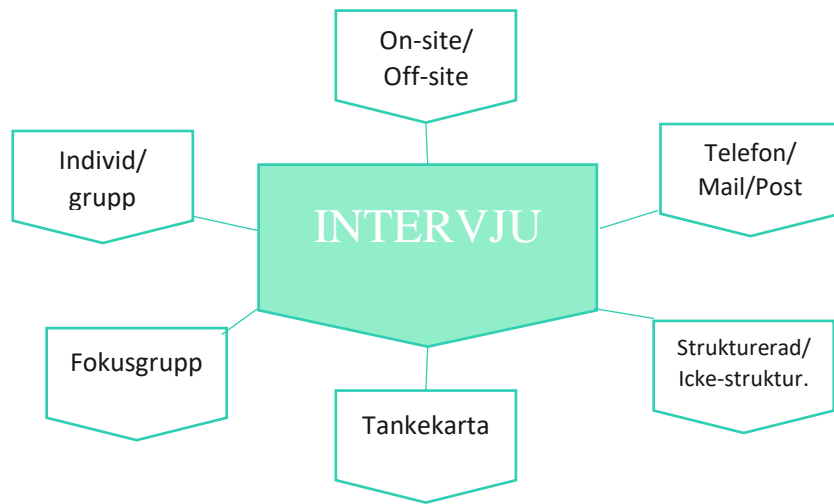 On-site/
Off-site
Individ/
grupp
Telefon/
Mail/Post
INTERVJU
Fokusgrupp
Strukturerad/
Icke-struktur.
Tankekarta